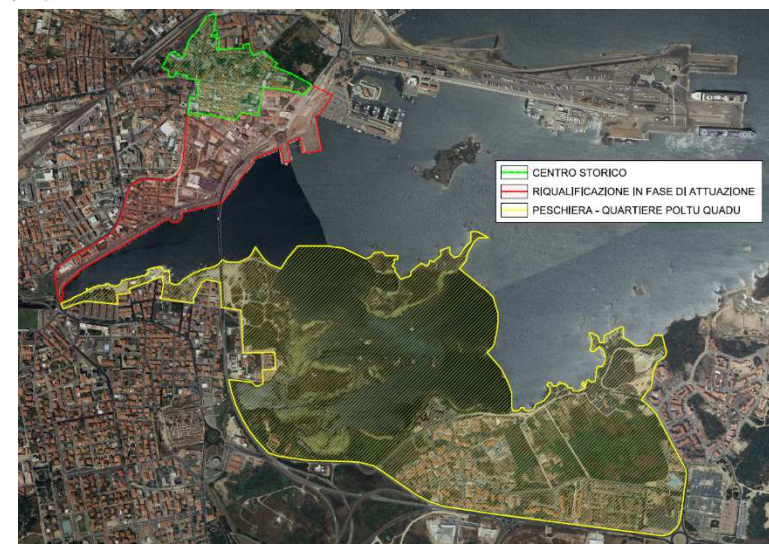 CENTRO STORICO
RIQUALIFICAZIONE IN FASE DI ATTUAZIONE
PESCHIERA - QUARTIERE POLTU QUADU